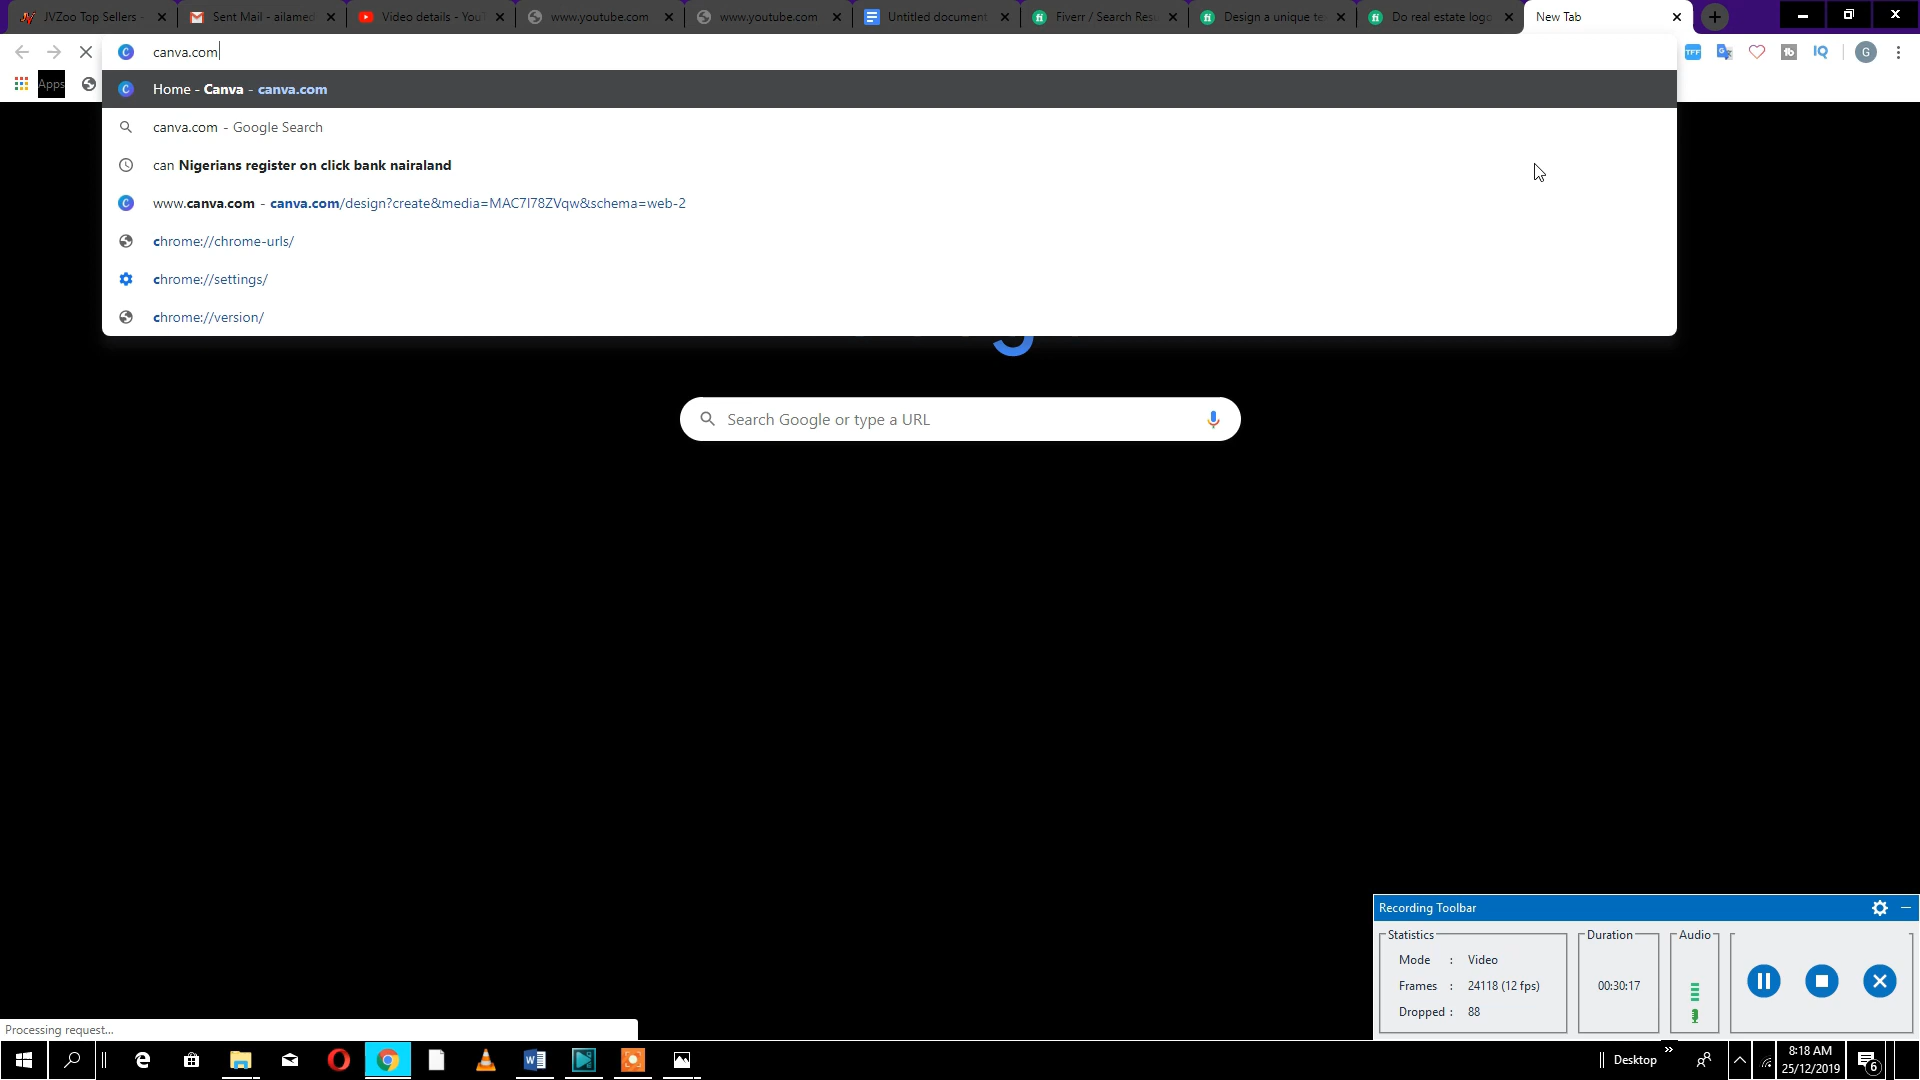 JVZoo Top Sellers -
Sent Mail - ailamed
Video details - YouT
www.youtube.com
www.youtube.com
Untitled document
Fiverr / Search Resu
Design a unique te
Do real estate logo
New Tab
canva.com
TFF
IQ
G
Apps
Home - Canva - canva.com
canva.com - Google Search
can Nigerians register on click bank nairaland
www.canva.com - canva.com/design?create&media=MAC7I78ZVqw&schema=web-2
chrome://chrome-urls/
chrome://settings/
chrome://version/
Search Google or type a URL
Recording Toolbar
Statistics
Duration
Audio
Mode : Video
Frames : 24118 (12 fps)
00:30:17
Dropped : 88
Processing request...
Desktop
8:18 AM
25/12/2019
6